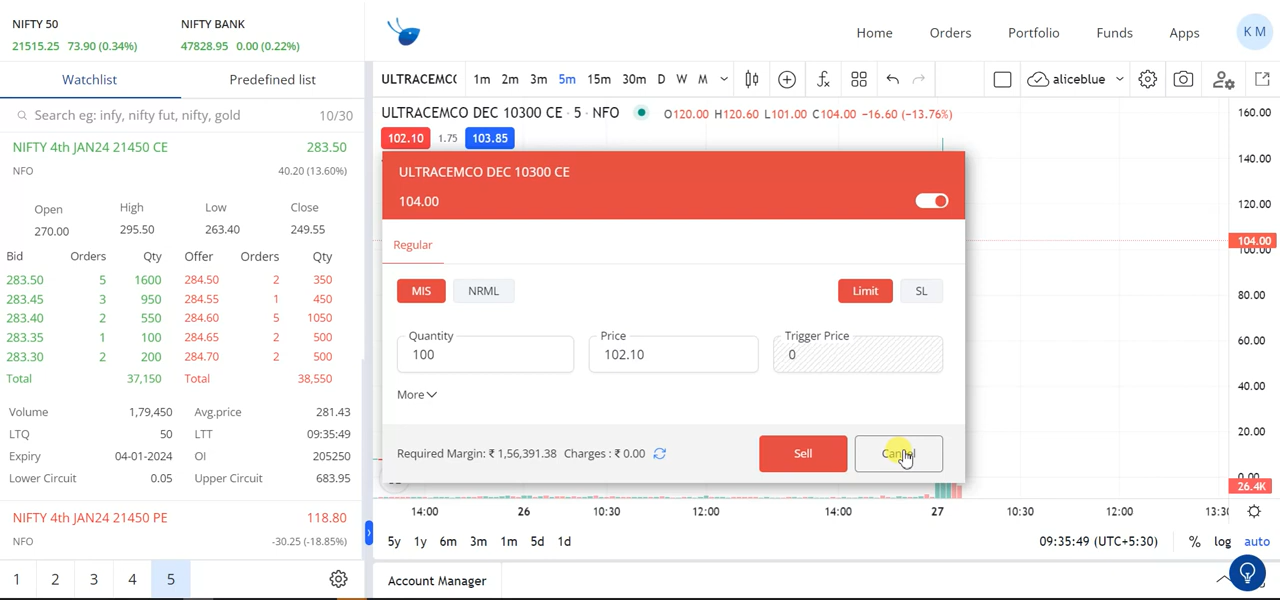 NIFTY 50 NIFTY BANK
21515.25 73.90 (0.34%) 47828.95 0.00 (0.22%)
Home Orders Portfolio Funds Apps K M
Watchlist Predefined list
ULTRACEMC 1m 2m 3m 5m 15m 30m D W M aliceblue
Search eg: infy, nifty fut, nifty, gold 10/30
ULTRACEMCO DEC 10300 CE · 5 · NFO O120.00 H120.60 L101.00 C104.00 -16.60 (-13.76%)
102.10 1.75 103.85
NIFTY 4th JAN24 21450 CE 283.50
NFO 40.20 (13.60%)
Open High Low Close
270.00 295.50 263.40 249.55
Bid Orders Qty Offer Orders Qty
283.50 5 1600 284.50 2 350
283.45 3 950 284.55 1 450
283.40 2 550 284.60 5 1050
283.35 1 100 284.65 2 500
283.30 2 200 284.70 2 500
Total 37,150 Total 38,550
Volume 1,79,450 Avg.price 281.43
LTQ 50 LTT 09:35:49
Expiry 04-01-2024 OI 205250
Lower Circuit 0.05 Upper Circuit 683.95
NIFTY 4th JAN24 21450 PE 118.80
NFO -30.25 (-18.85%)
1 2 3 4 5
ULTRACEMCO DEC 10300 CE
104.00
Regular
MIS NRML Limit SL
Quantity Price Trigger Price
100 102.10 0
More
Required Margin: ₹ 1,56,391.38 Charges : ₹ 0.00 Sell
160.00
140.00
120.00
104.00
100.00
80.00
60.00
40.00
20.00
0.00
26.4K
14:00 26 10:30 12:00 14:00 27 10:30 12:00 13:30
5y 1y 6m 3m 1m 5d 1d 09:35:49 (UTC+5:30) % log auto
Account Manager